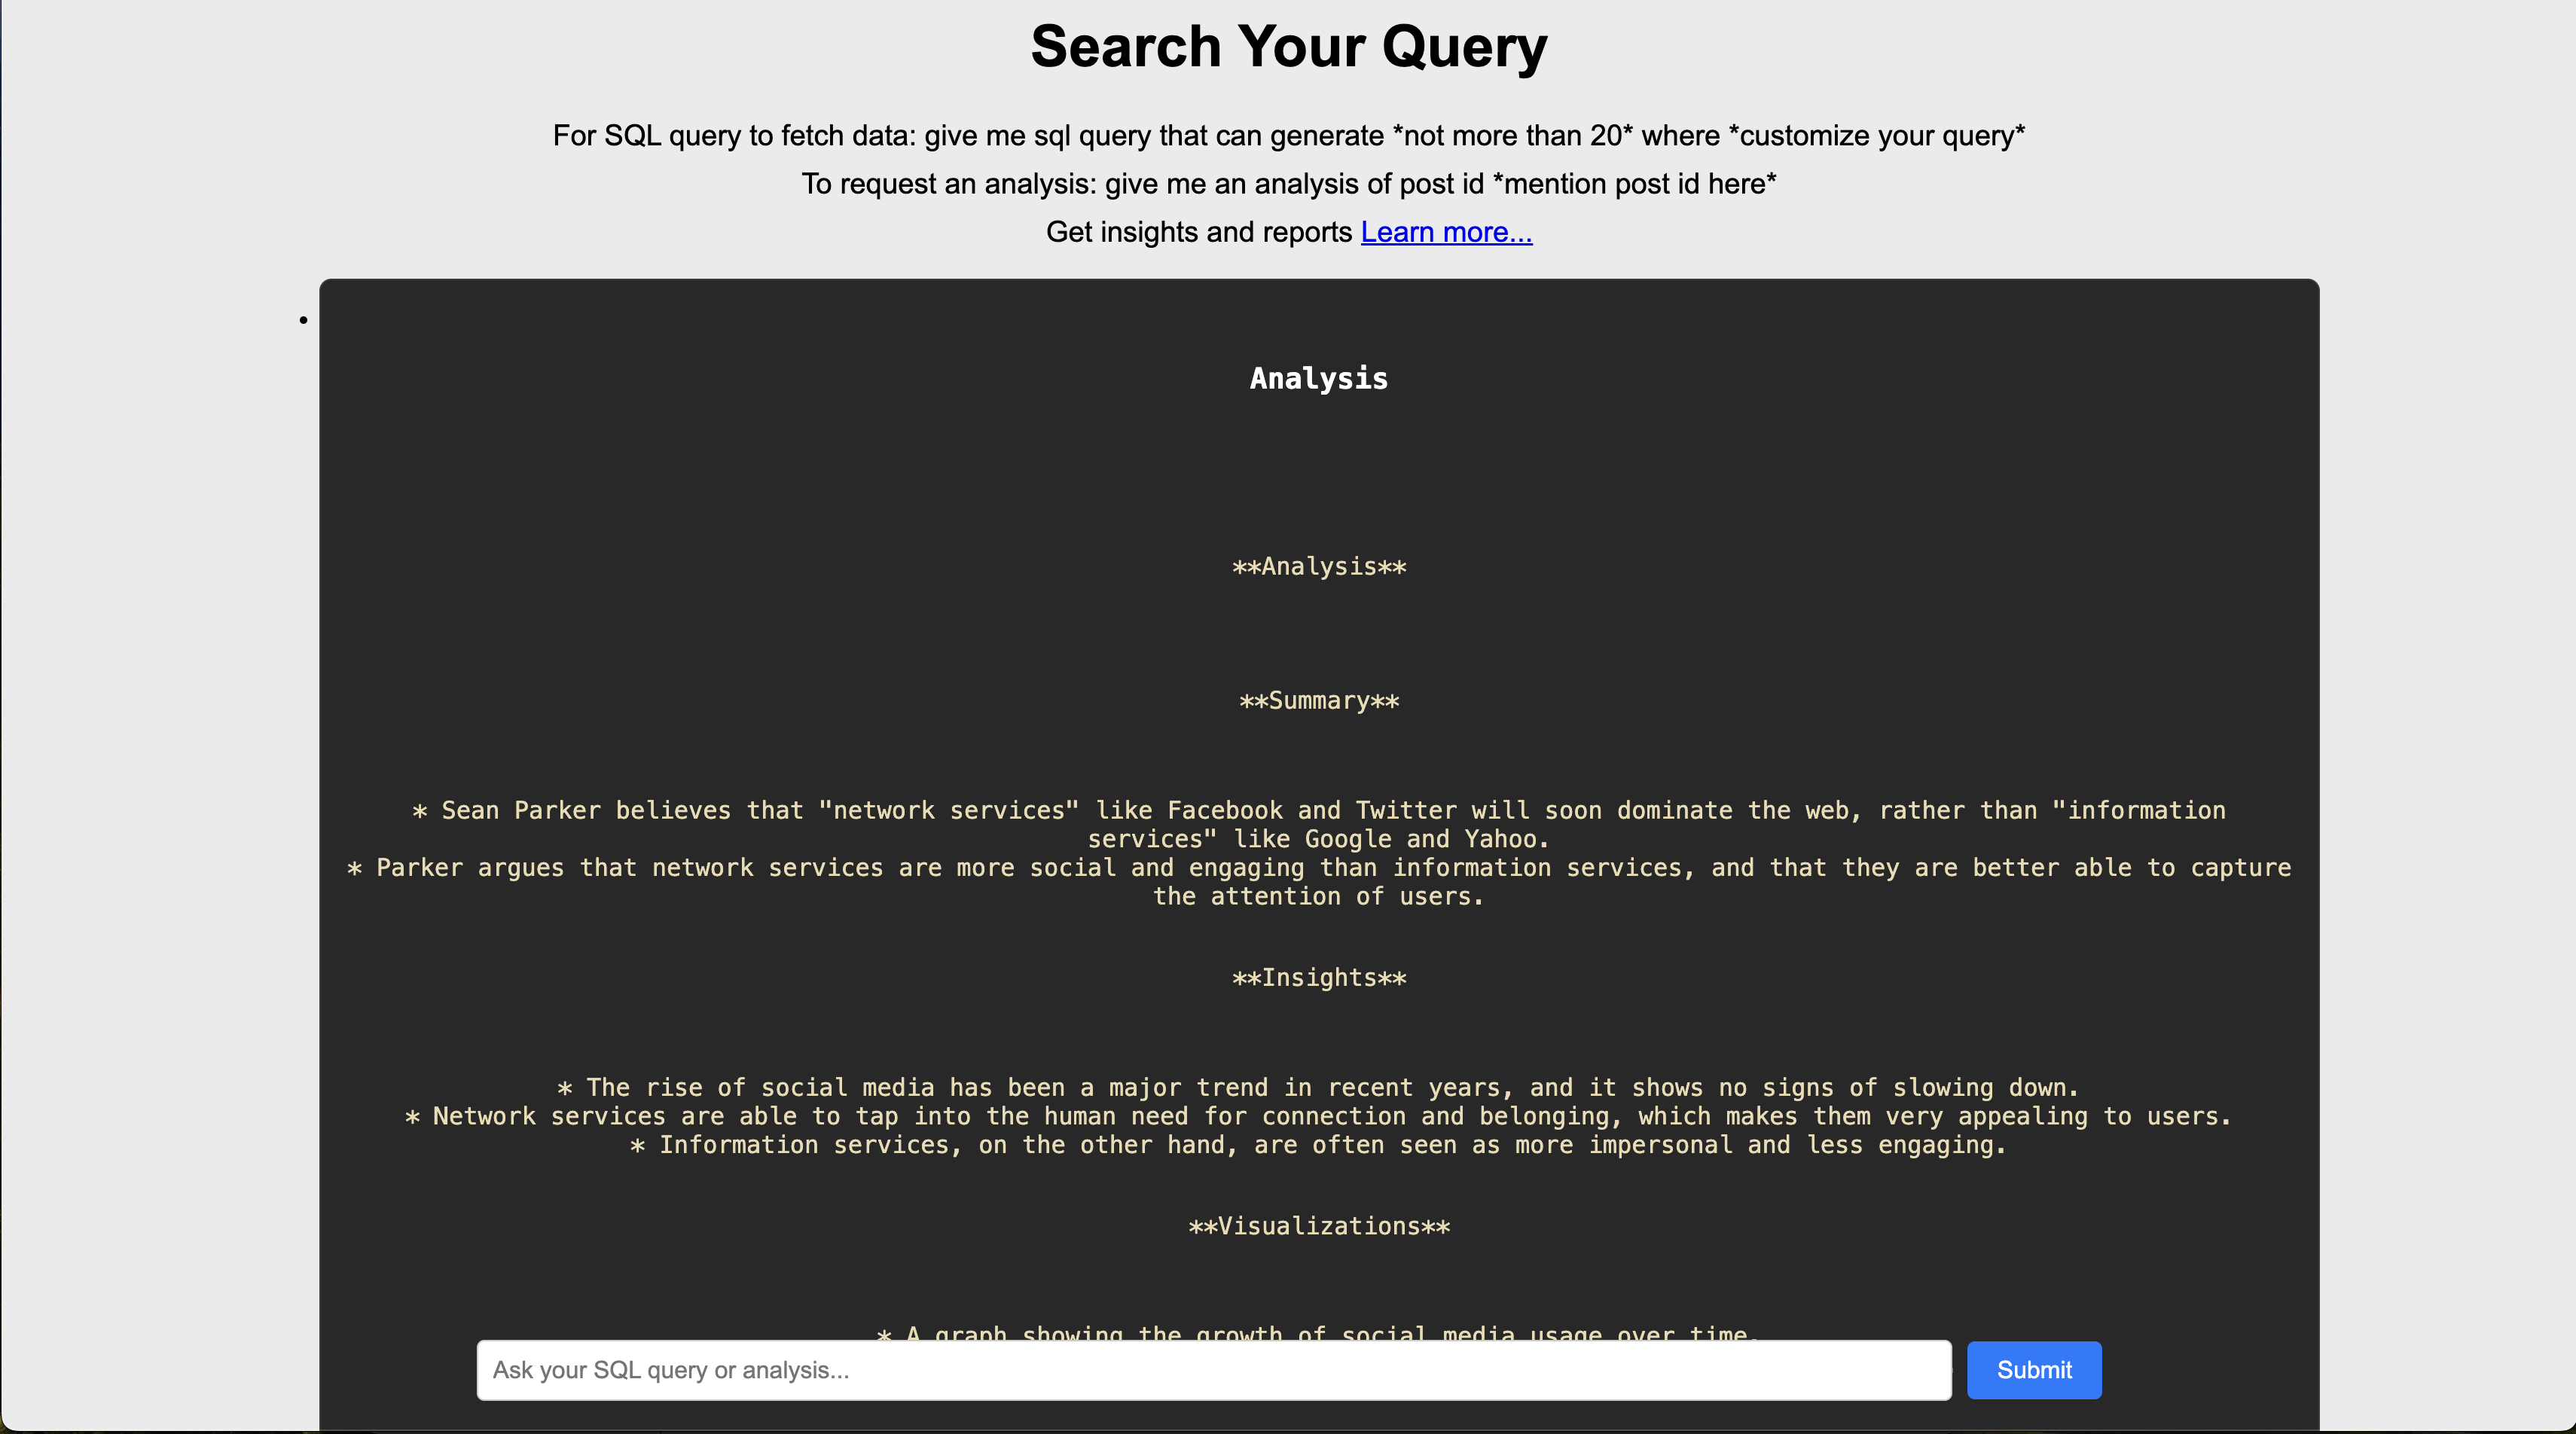 Search Your Query
For SQL query to fetch data: give me sql query that can generate *not more than 20* where *customize your query*
To request an analysis: give me an analysis of post id *mention post id here*
Get insights and reports Learn more...
Analysis
**Analysis**
**Summary**
* Sean Parker believes that "network services" like Facebook and Twitter will soon dominate the web, rather than "information
services" like Google and Yahoo.
* Parker argues that network services are more social and engaging than information services, and that they are better able to capture
the attention of users.
**Insights**
* The rise of social media has been a major trend in recent years, and it shows no signs of slowing down.
* Network services are able to tap into the human need for connection and belonging, which makes them very appealing to users.
* Information services, on the other hand, are often seen as more impersonal and less engaging.
**Visualizations**
* A graph showing the growth of social media usage over time.
Ask your SQL query or analysis...
Submit